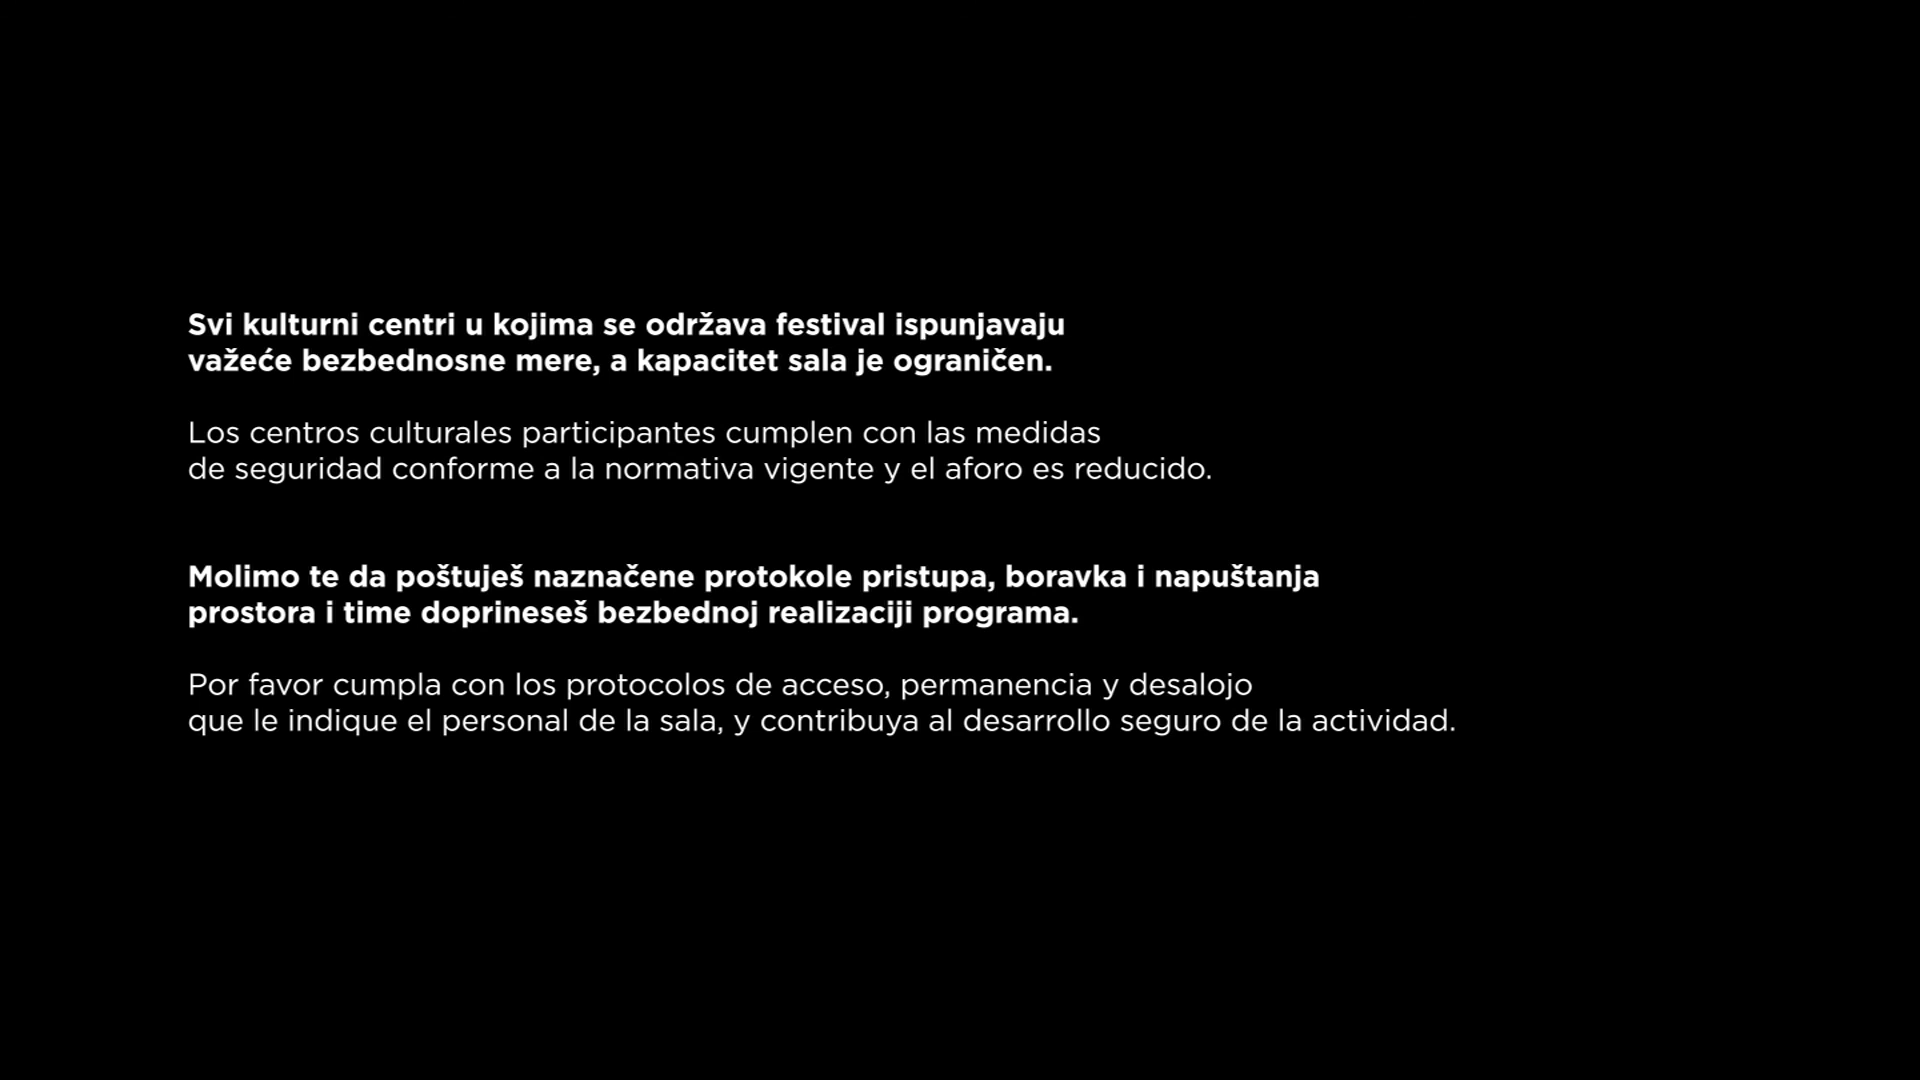 Svi kulturni centri u kojima se održava festival ispunjavaju
važeće bezbednosne mere, a kapacitet sala je ograničen.
Los centros culturales participantes cumplen con las medidas
de seguridad conforme a la normativa vigente y el aforo es reducido.
Molimo te da poštuješ naznačene protokole pristupa, boravka i napuštanja
prostora i time doprineseš bezbednoj realizaciji programa.
Por favor cumpla con los protocolos de acceso, permanencia y desalojo
que le indique el personal de la sala, y contribuya al desarrollo seguro de la actividad.